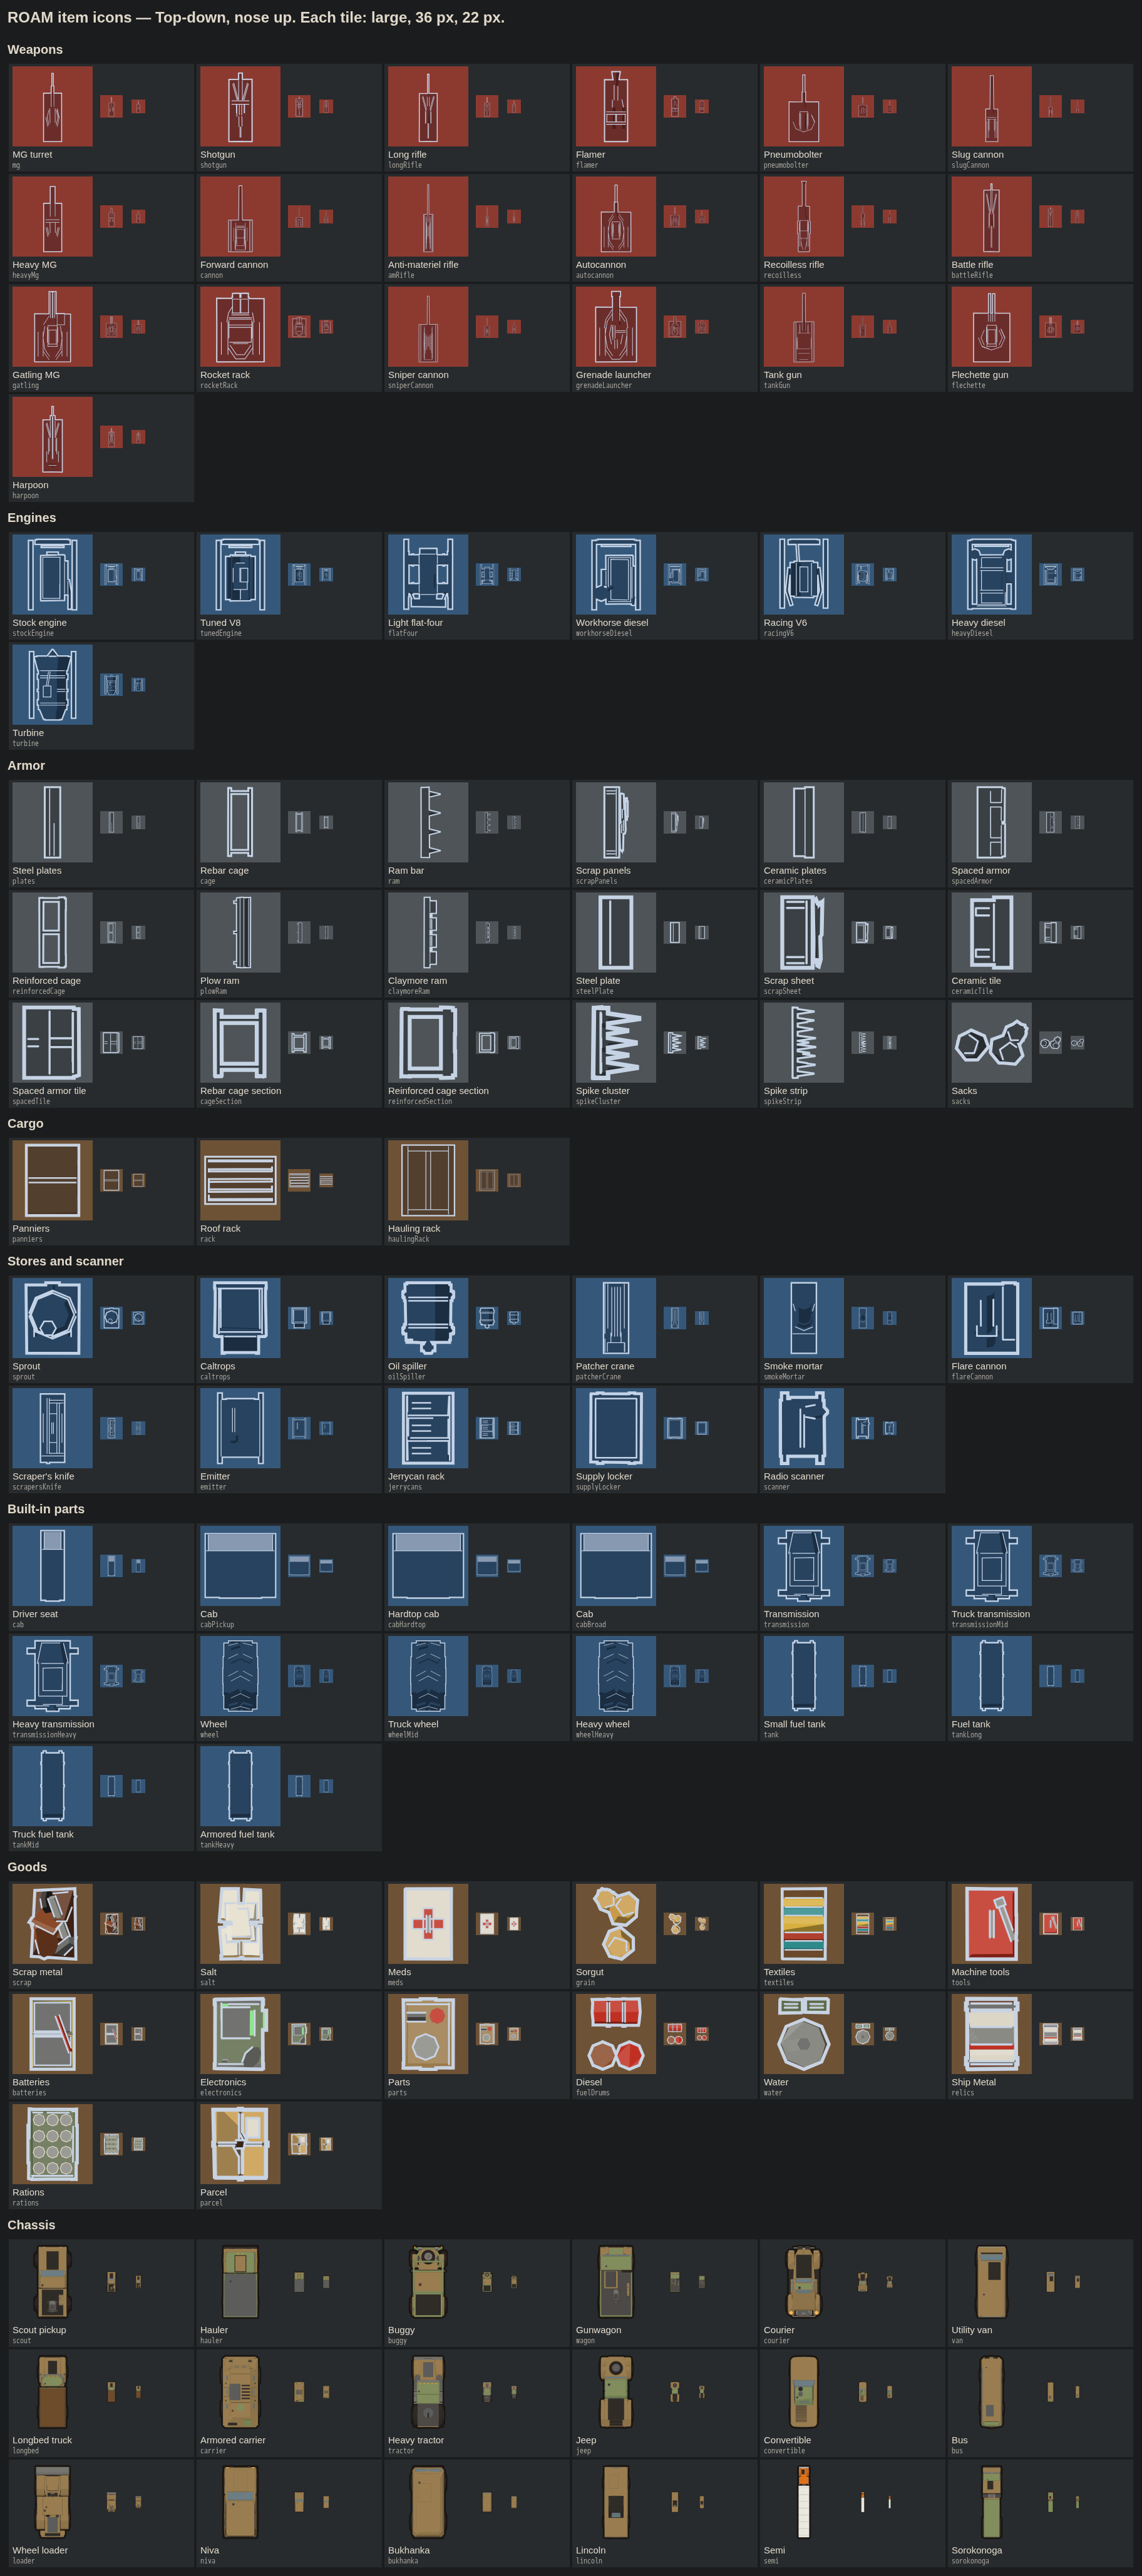 ROAM item icons — Top-down, nose up. Each tile: large, 36 px, 22 px.
Weapons
MG turret
mg
Shotgun
shotgun
Long rifle
longRifle
Flamer
flamer
Pneumobolter
pneumobolter
Slug cannon
slugCannon
Heavy MG
heavyMg
Forward cannon
cannon
Anti-materiel rifle
amRifle
Autocannon
autocannon
Recoilless rifle
recoilless
Battle rifle
battleRifle
Gatling MG
gatling
Rocket rack
rocketRack
Sniper cannon
sniperCannon
Grenade launcher
grenadeLauncher
Tank gun
tankGun
Flechette gun
flechette
Harpoon
harpoon
Engines
Stock engine
stockEngine
Tuned V8
tunedEngine
Light flat-four
flatFour
Workhorse diesel
workhorseDiesel
Racing V6
racingV6
Heavy diesel
heavyDiesel
Turbine
turbine
Armor
Steel plates
plates
Rebar cage
cage
Ram bar
ram
Scrap panels
scrapPanels
Ceramic plates
ceramicPlates
Spaced armor
spacedArmor
Reinforced cage
reinforcedCage
Plow ram
plowRam
Claymore ram
claymoreRam
Steel plate
steelPlate
Scrap sheet
scrapSheet
Ceramic tile
ceramicTile
Spaced armor tile
spacedTile
Rebar cage section
cageSection
Reinforced cage section
reinforcedSection
Spike cluster
spikeCluster
Spike strip
spikeStrip
Sacks
sacks
Cargo
Panniers
panniers
Roof rack
rack
Hauling rack
haulingRack
Stores and scanner
Sprout
sprout
Caltrops
caltrops
Oil spiller
oilSpiller
Patcher crane
patcherCrane
Smoke mortar
smokeMortar
Flare cannon
flareCannon
Scraper's knife
scrapersKnife
Emitter
emitter
Jerrycan rack
jerrycans
Supply locker
supplyLocker
Radio scanner
scanner
Built-in parts
Driver seat
cab
Cab
cabPickup
Hardtop cab
cabHardtop
Cab
cabBroad
Transmission
transmission
Truck transmission
transmissionMid
Heavy transmission
transmissionHeavy
Wheel
wheel
Truck wheel
wheelMid
Heavy wheel
wheelHeavy
Small fuel tank
tank
Fuel tank
tankLong
Truck fuel tank
tankMid
Armored fuel tank
tankHeavy
Goods
Scrap metal
scrap
Salt
salt
Meds
meds
Sorgut
grain
Textiles
textiles
Machine tools
tools
Batteries
batteries
Electronics
electronics
Parts
parts
Diesel
fuelDrums
Water
water
Ship Metal
relics
Rations
rations
Parcel
parcel
Chassis
Scout pickup
scout
Hauler
hauler
Buggy
buggy
Gunwagon
wagon
Courier
courier
Utility van
van
Longbed truck
longbed
Armored carrier
carrier
Heavy tractor
tractor
Jeep
jeep
Convertible
convertible
Bus
bus
Wheel loader
loader
Niva
niva
Bukhanka
bukhanka
Lincoln
lincoln
Semi
semi
Sorokonoga
sorokonoga